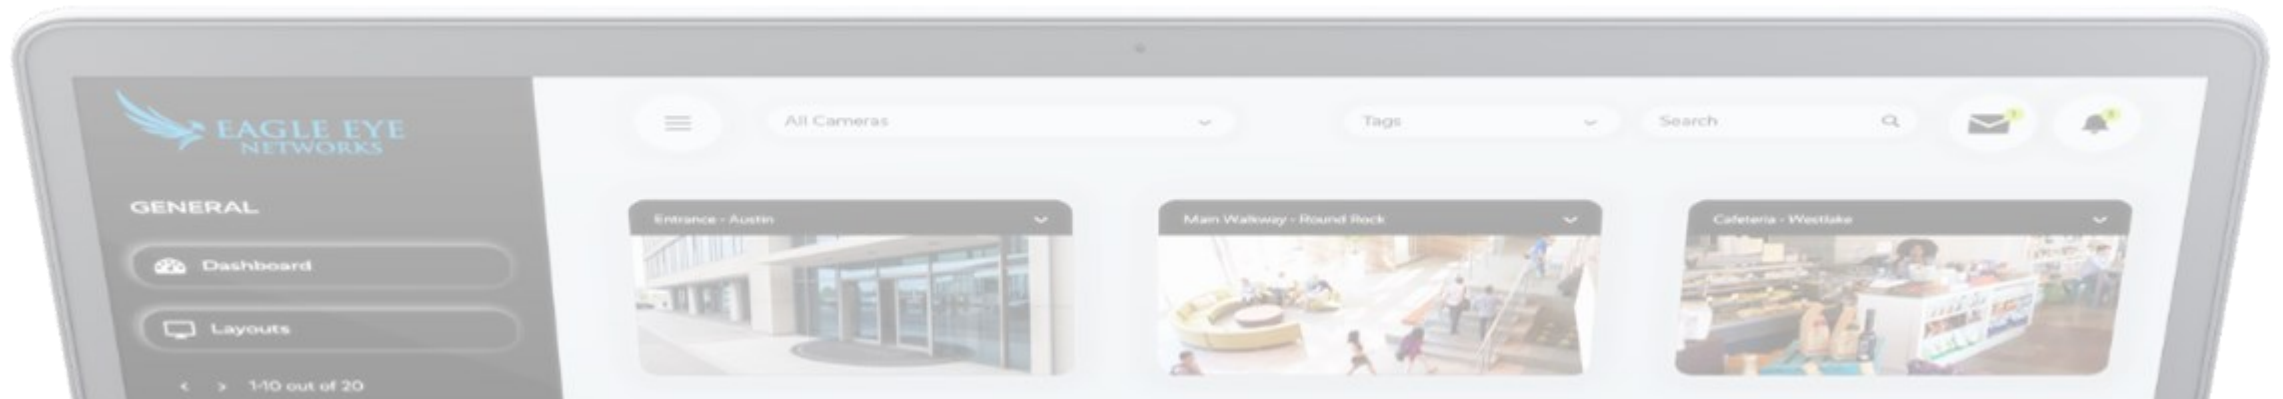 EAGLE EYE
NETWORKS
All Cameras
Tags
Search
GENERAL
Dashboard
Layouts
< > 1-10 out of 20
Entrance - Austin
Main Walkway - Round Rock
Cafeteria - Westlake